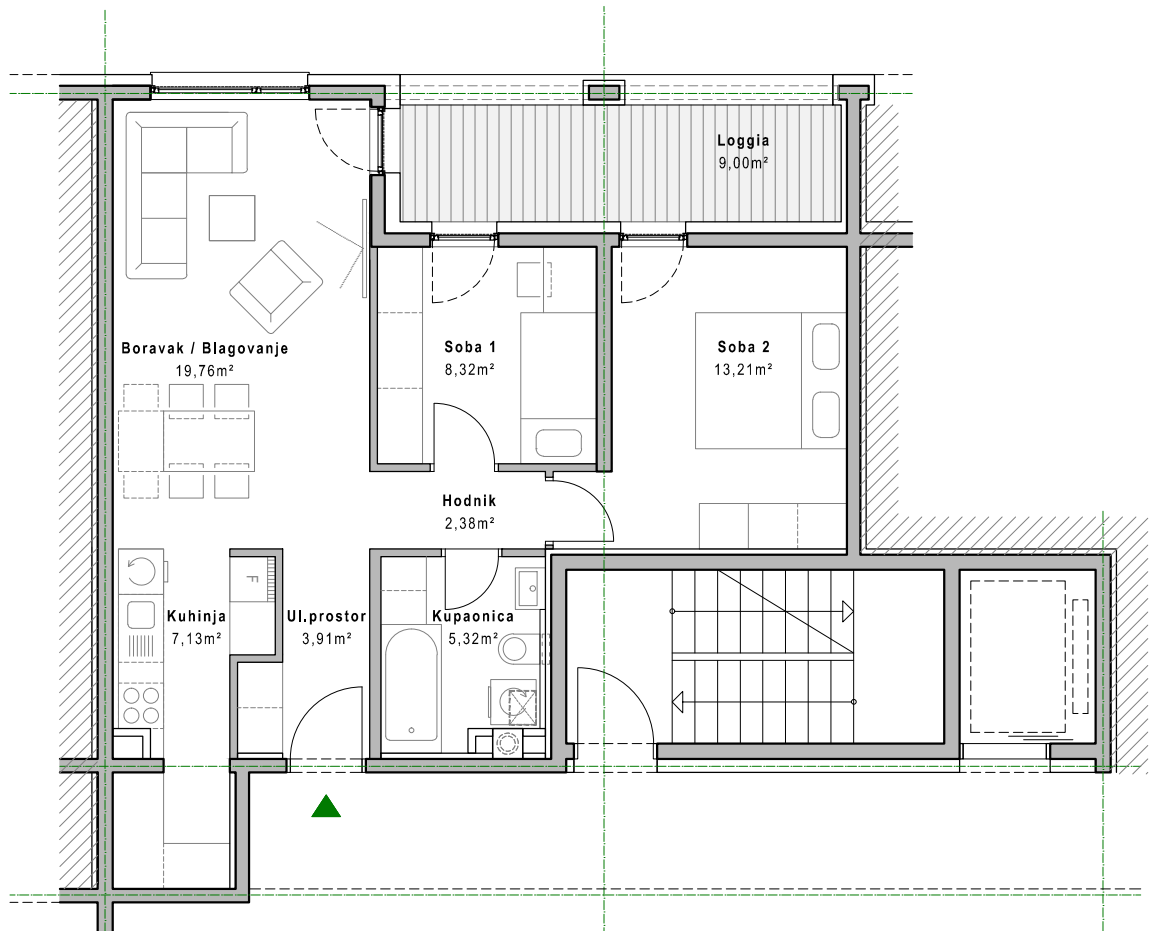 Loggia
9,00m²
Boravak / Blagovanje
19,76m²
Soba 1
8,32m²
Soba 2
13,21m²
Hodnik
2,38m²
F
Kuhinja
7,13m²
Ul.prostor
3,91m²
Kupaonica
5,32m²